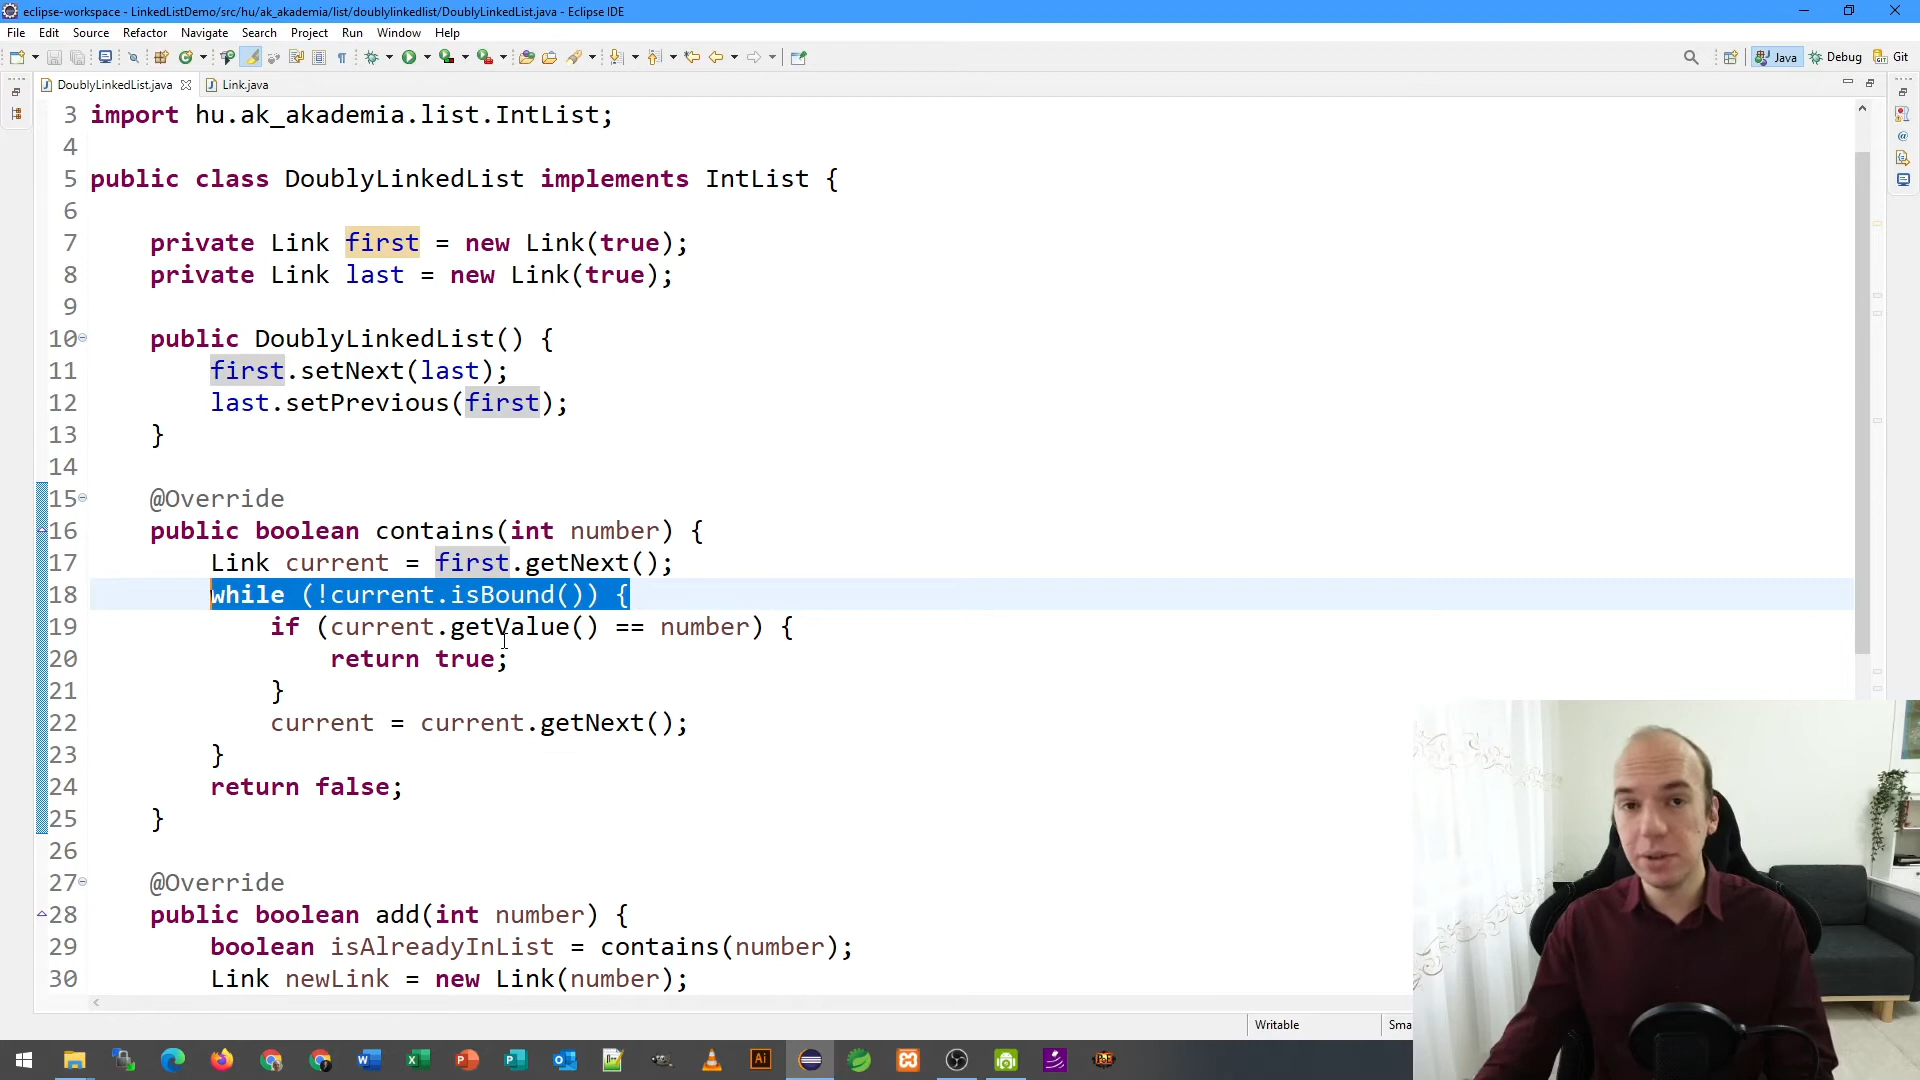 eclipse-workspace - LinkedListDemo/src/hu/ak_akademia/list/doublylinkedlist/DoublyLinkedList.java - Eclipse IDE
File Edit Source Refactor Navigate Search Project Run Window Help
Java Debug Git
DoublyLinkedList.java Link.java
3 import hu.ak_akademia.list.IntList;
4
5 public class DoublyLinkedList implements IntList {
6
7 private Link first = new Link(true);
8 private Link last = new Link(true);
9
10 public DoublyLinkedList() {
11 first.setNext(last);
12 last.setPrevious(first);
13 }
14
15 @Override
16 public boolean contains(int number) {
17 Link current = first.getNext();
18 while (!current.isBound()) {
19 if (current.getValue() == number) {
20 return true;
21 }
22 current = current.getNext();
23 }
24 return false;
25 }
26
27 @Override
28 public boolean add(int number) {
29 boolean isAlreadyInList = contains(number);
30 Link newLink = new Link(number);
Writable Sma